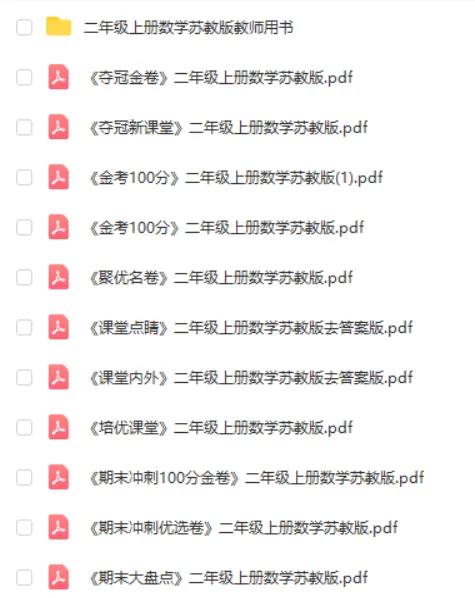 二年级上册数学苏教版教师用书
《夺冠金卷》二年级上册数学苏教版.pdf
《夺冠新课堂》二年级上册数学苏教版.pdf
《金考100分》二年级上册数学苏教版(1).pdf
《金考100分》二年级上册数学苏教版.pdf
《聚优名卷》二年级上册数学苏教版.pdf
《课堂点睛》二年级上册数学苏教版去答案版.pdf
《课堂内外》二年级上册数学苏教版去答案版.pdf
《培优课堂》二年级上册数学苏教版.pdf
《期末冲刺100分金卷》二年级上册数学苏教版.pdf
《期末冲刺优选卷》二年级上册数学苏教版.pdf
《期末大盘点》二年级上册数学苏教版.pdf